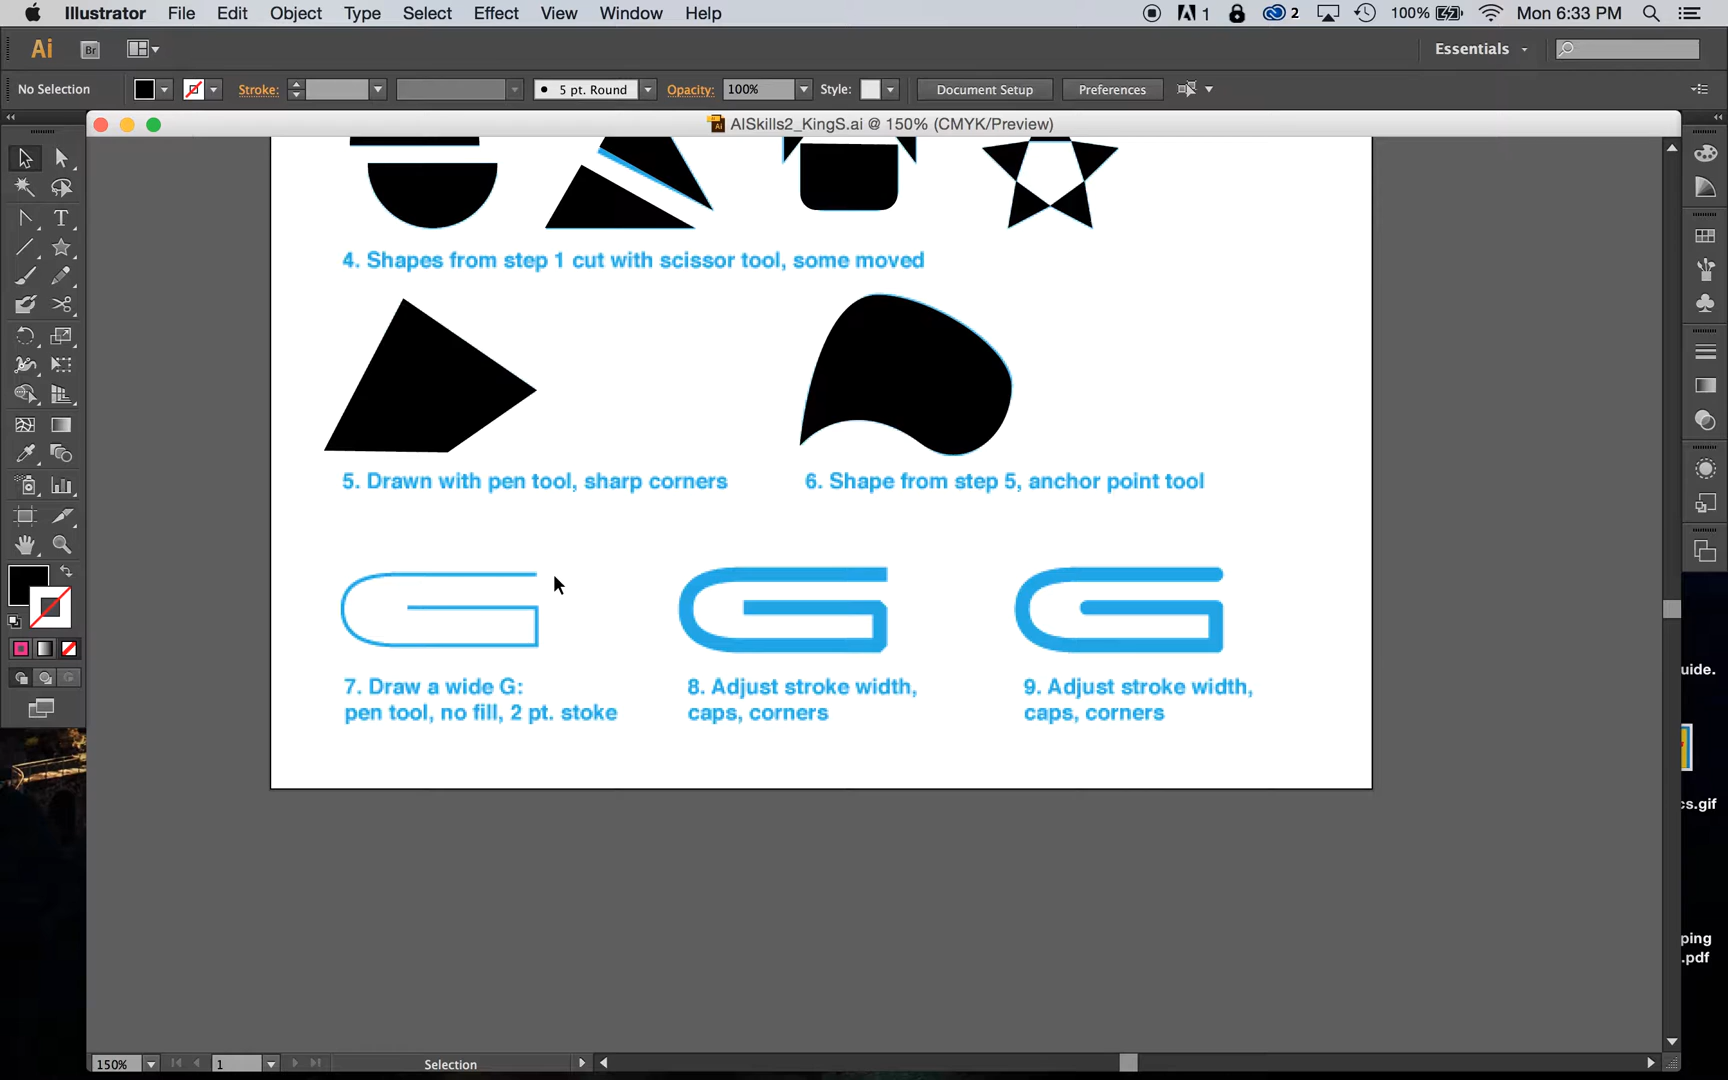 Illustrator File Edit Object Type Select Effect View Window Help
1 2 100% Mon 6:33 PM
Ai Br Essentials
No Selection Stroke: 5 pt. Round Opacity: 100% Style: Document Setup Preferences
AISkills2_KingS.ai @ 150% (CMYK/Preview)
T
4. Shapes from step 1 cut with scissor tool, some moved
5. Drawn with pen tool, sharp corners
6. Shape from step 5, anchor point tool
G G G
7. Draw a wide G:
pen tool, no fill, 2 pt. stoke
8. Adjust stroke width,
caps, corners
9. Adjust stroke width,
caps, corners
uide.
cs.gif
ping
.pdf
150% 1 Selection